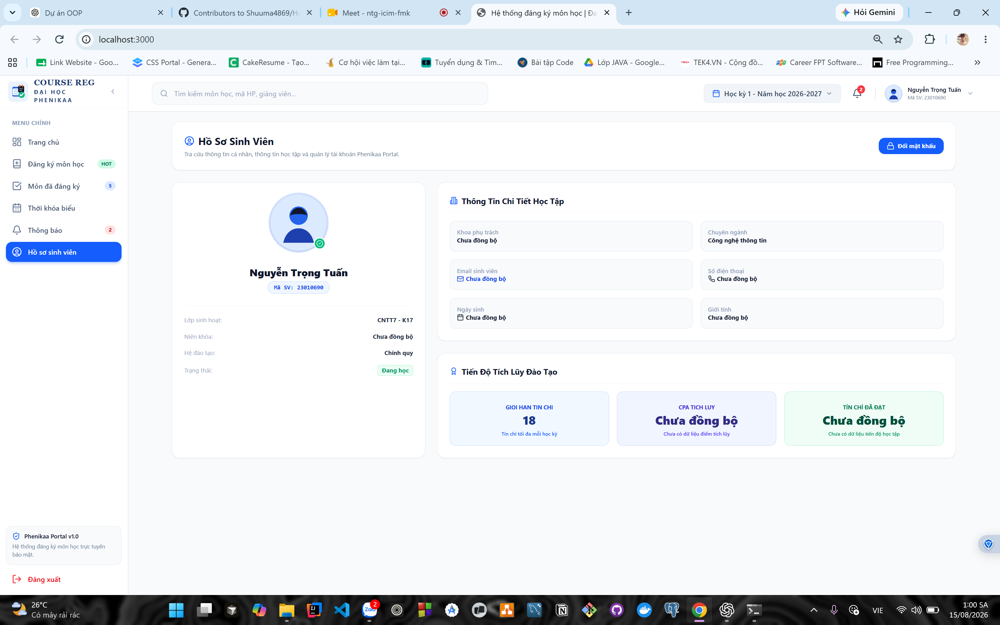 Dự án OOP
Contributors to Shuuma4869/H
Meet - ntg-icim-fmk
Hệ thống đăng ký môn học | Đạ
Hỏi Gemini
localhost:3000
Link Website - Goo...
CSS Portal - Genera...
CakeResume - Tạo...
Cơ hội việc làm tại...
Tuyển dụng & Tìm...
Bài tập Code
Lớp JAVA - Google...
TEK4.VN - Cộng đồ...
Career FPT Software...
Free Programming...
COURSE REG
ĐẠI HỌC
PHENIKAA
Tìm kiếm môn học, mã HP, giảng viên...
Học kỳ 1 - Năm học 2026-2027
2
Nguyễn Trọng Tuấn
Mã SV: 23010690
MENU CHÍNH
Trang chủ
Đăng ký môn học
HOT
Môn đã đăng ký
5
Thời khóa biểu
Thông báo
2
Hồ sơ sinh viên
Hồ Sơ Sinh Viên
Tra cứu thông tin cá nhân, thông tin học tập và quản lý tài khoản Phenikaa Portal.
Đổi mật khẩu
Nguyễn Trọng Tuấn
Mã SV: 23010690
Lớp sinh hoạt:
CNTT7 - K17
Niên khóa:
Chưa đồng bộ
Hệ đào tạo:
Chính quy
Trạng thái:
Đang học
Thông Tin Chi Tiết Học Tập
Khoa phụ trách
Chưa đồng bộ
Chuyên ngành
Công nghệ thông tin
Email sinh viên
Chưa đồng bộ
Số điện thoại
Chưa đồng bộ
Ngày sinh
Chưa đồng bộ
Giới tính
Chưa đồng bộ
Tiến Độ Tích Lũy Đào Tạo
GIOI HAN TIN CHI
18
Tín chỉ tối đa mỗi học kỳ
CPA TICH LUY
Chưa đồng bộ
Chưa có dữ liệu điểm tích lũy
TÍN CHỈ ĐÃ ĐẠT
Chưa đồng bộ
Chưa có dữ liệu tiến độ học tập
Phenikaa Portal v1.0
Hệ thống đăng ký môn học trực tuyến
bảo mật.
Đăng xuất
26°C
Có mây rải rác
Zalo
2
VIE
1:00 SA
15/08/2026